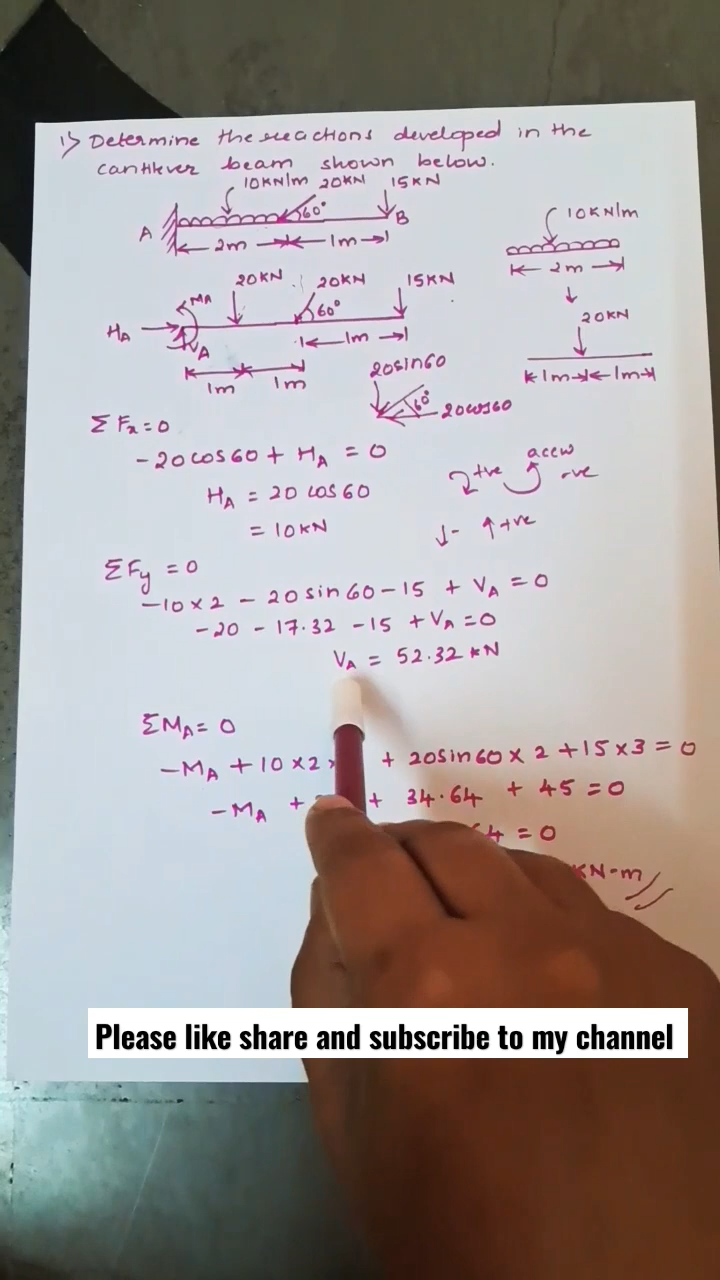 1) Determine the reactions developed in the
cantilever beam shown below.
10KN/m 20KN 15KN
60°
A B
2m 1m
10KN/m
2m
20KN
1m 1m
20KN 20KN 15KN
MA
60°
HA
VA
1m
1m 1m
20sin60
60°
20cos60
ΣFx=0
-20cos60 + HA = 0
HA = 20 cos60
= 10KN
accw
+ve -ve
↓- ↑+ve
ΣFy = 0
-10×2 - 20sin60-15 + VA = 0
-20 - 17.32 -15 + VA = 0
VA = 52.32 KN
ΣMA = 0
-MA + 10×2 + 20sin60×2 + 15×3 = 0
-MA + + 34.64 + 45 = 0
= 0
KN-m
Please like share and subscribe to my channel